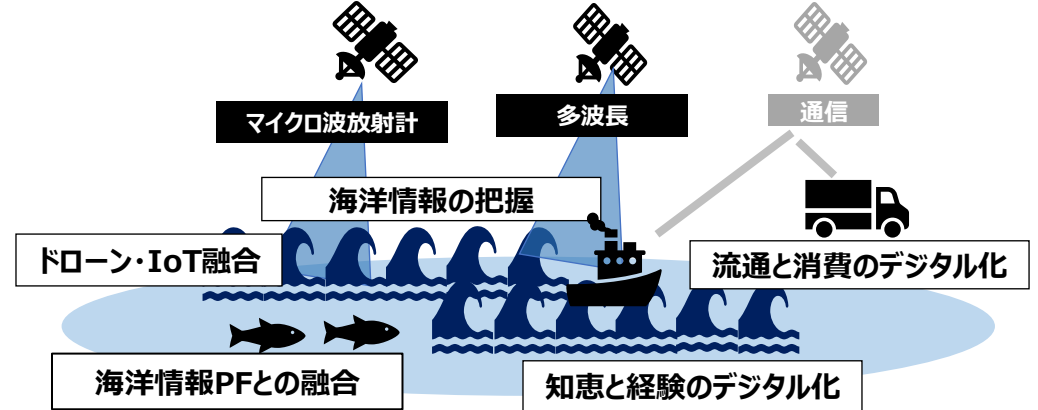 マイクロ波放射計
多波長
通信
海洋情報の把握
ドローン・IoT融合
流通と消費のデジタル化
海洋情報PFとの融合
知恵と経験のデジタル化